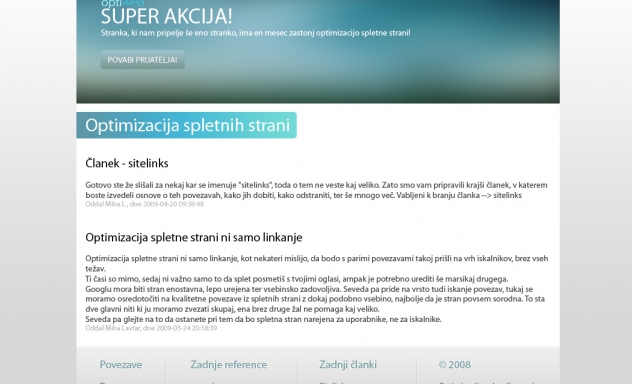 optiweb
SUPER AKCIJA!
Stranka, ki nam pripelje še eno stranko, ima en mesec zastonj optimizacijo spletne strani!
POVABI PRIJATELJA!
Optimizacija spletnih strani
Članek - sitelinks
Gotovo ste že slišali za nekaj kar se imenuje "sitelinks", toda o tem ne veste kaj veliko. Zato smo vam pripravili krajši članek, v katerem
boste izvedeli osnove o teh povezavah, kako jih dobiti, kako odstraniti, ter še mnogo več. Vabljeni k branju članka --> sitelinks
Oddal Miha L., dne 2009-04-29 09:38:48
Optimizacija spletne strani ni samo linkanje
Optimizacija spletne strani ni samo linkanje, kot nekateri mislijo, da bodo s parimi povezavami takoj prišli na vrh iskalnikov, brez vseh
težav.
Ti časi so mimo, sedaj ni važno samo to da splet posmetiš s tvojimi oglasi, ampak je potrebno urediti še marsikaj drugega.
Googlu mora biti stran enostavna, lepo urejena ter vsebinsko zadovoljiva. Seveda pa pride na vrsto tudi iskanje povezav, tukaj se
moramo osredotočiti na kvalitetne povezave iz spletnih strani z dokaj podobno vsebino, najbolje da je stran povsem sorodna. To sta
dve glavni niti ki ju moramo zvezati skupaj, ena brez druge žal ne pomaga kaj veliko.
Seveda pa glejte na to da ostanete pri tem da bo spletna stran narejena za uporabnike, ne za iskalnike.
Oddal Miha Lavtar, dne 2009-03-24 20:18:39
Povezave
Zadnje reference
Zadnji članki
© 2008